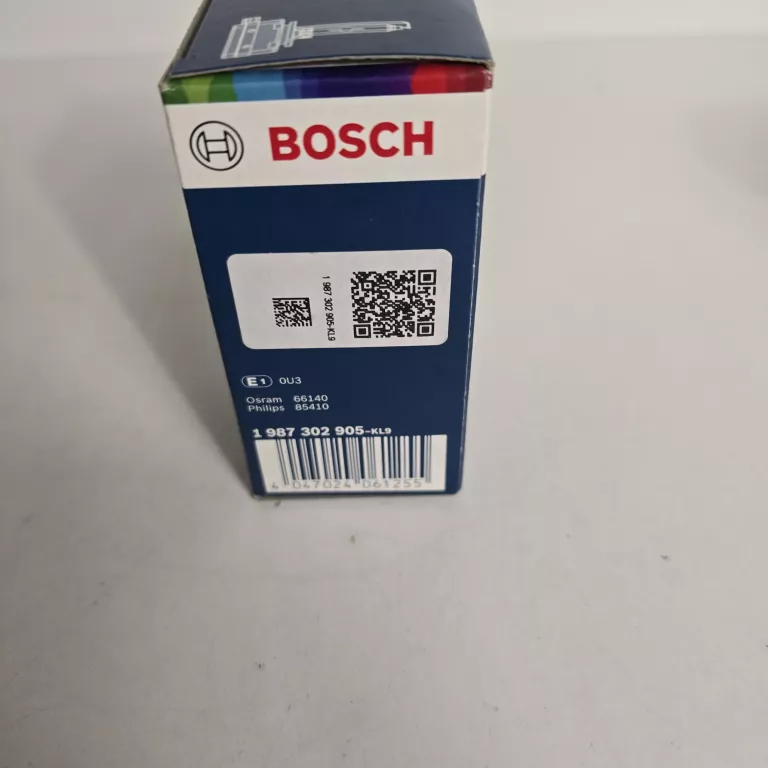 BOSCH
1 987 302 905-KL9
E1 0U3
Osram 66140
Philips 85410
1 987 302 905-KL9
4 047024 061255